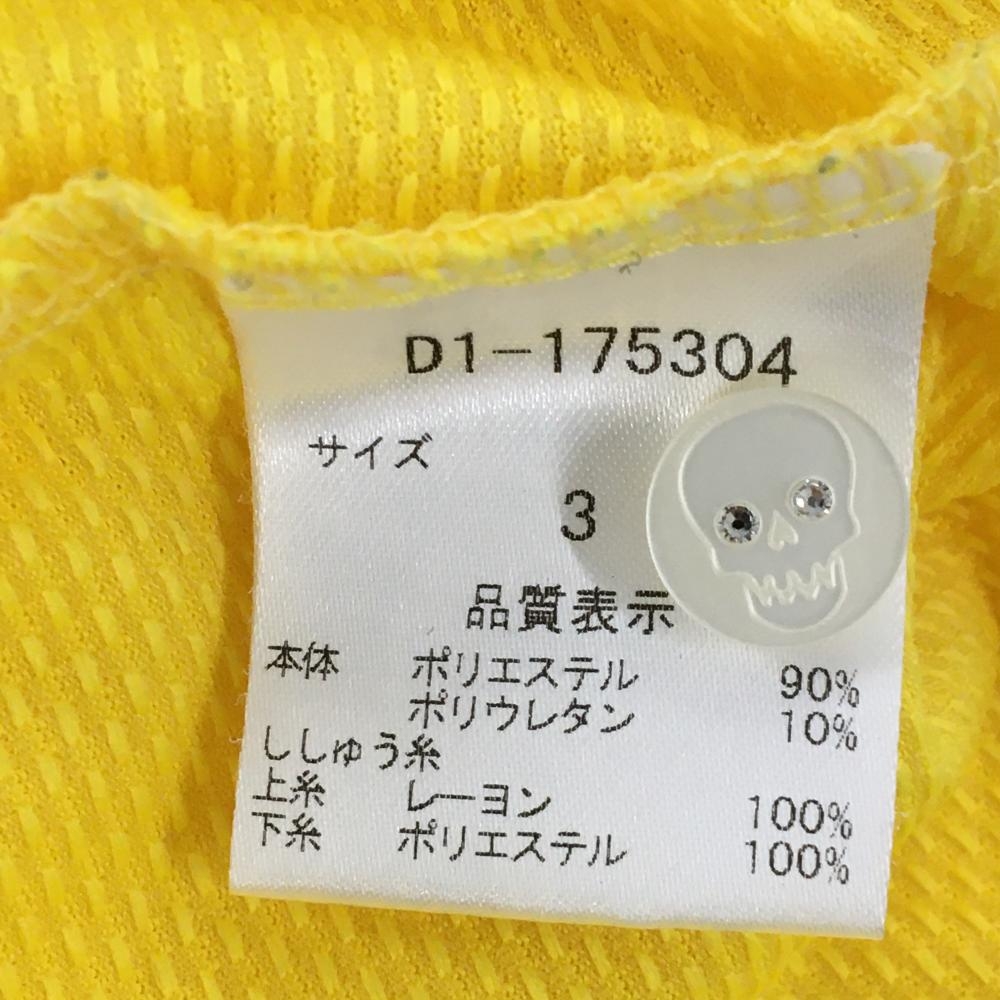 D1-175304
サイズ
3
品質表示
本体 ポリエステル 90%
ポリウレタン 10%
ししゅう糸
上糸 レーヨン 100%
下糸 ポリエステル 100%